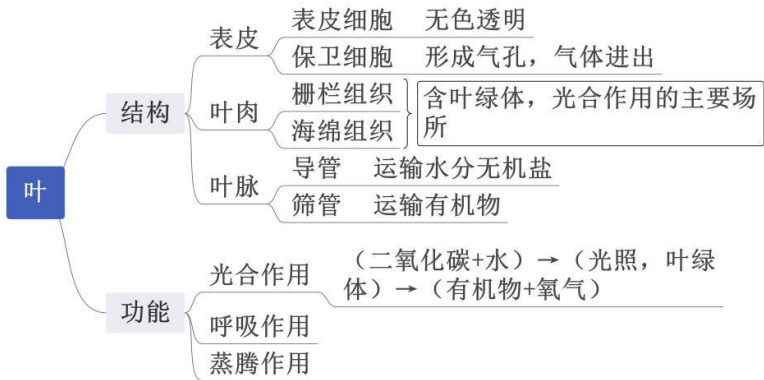 叶
结构
表皮
表皮细胞 无色透明
保卫细胞 形成气孔，气体进出
叶肉
栅栏组织
海绵组织
含叶绿体，光合作用的主要场
所
叶脉
导管 运输水分无机盐
筛管 运输有机物
功能
光合作用
（二氧化碳+水）→（光照，叶绿
体）→（有机物+氧气）
呼吸作用
蒸腾作用